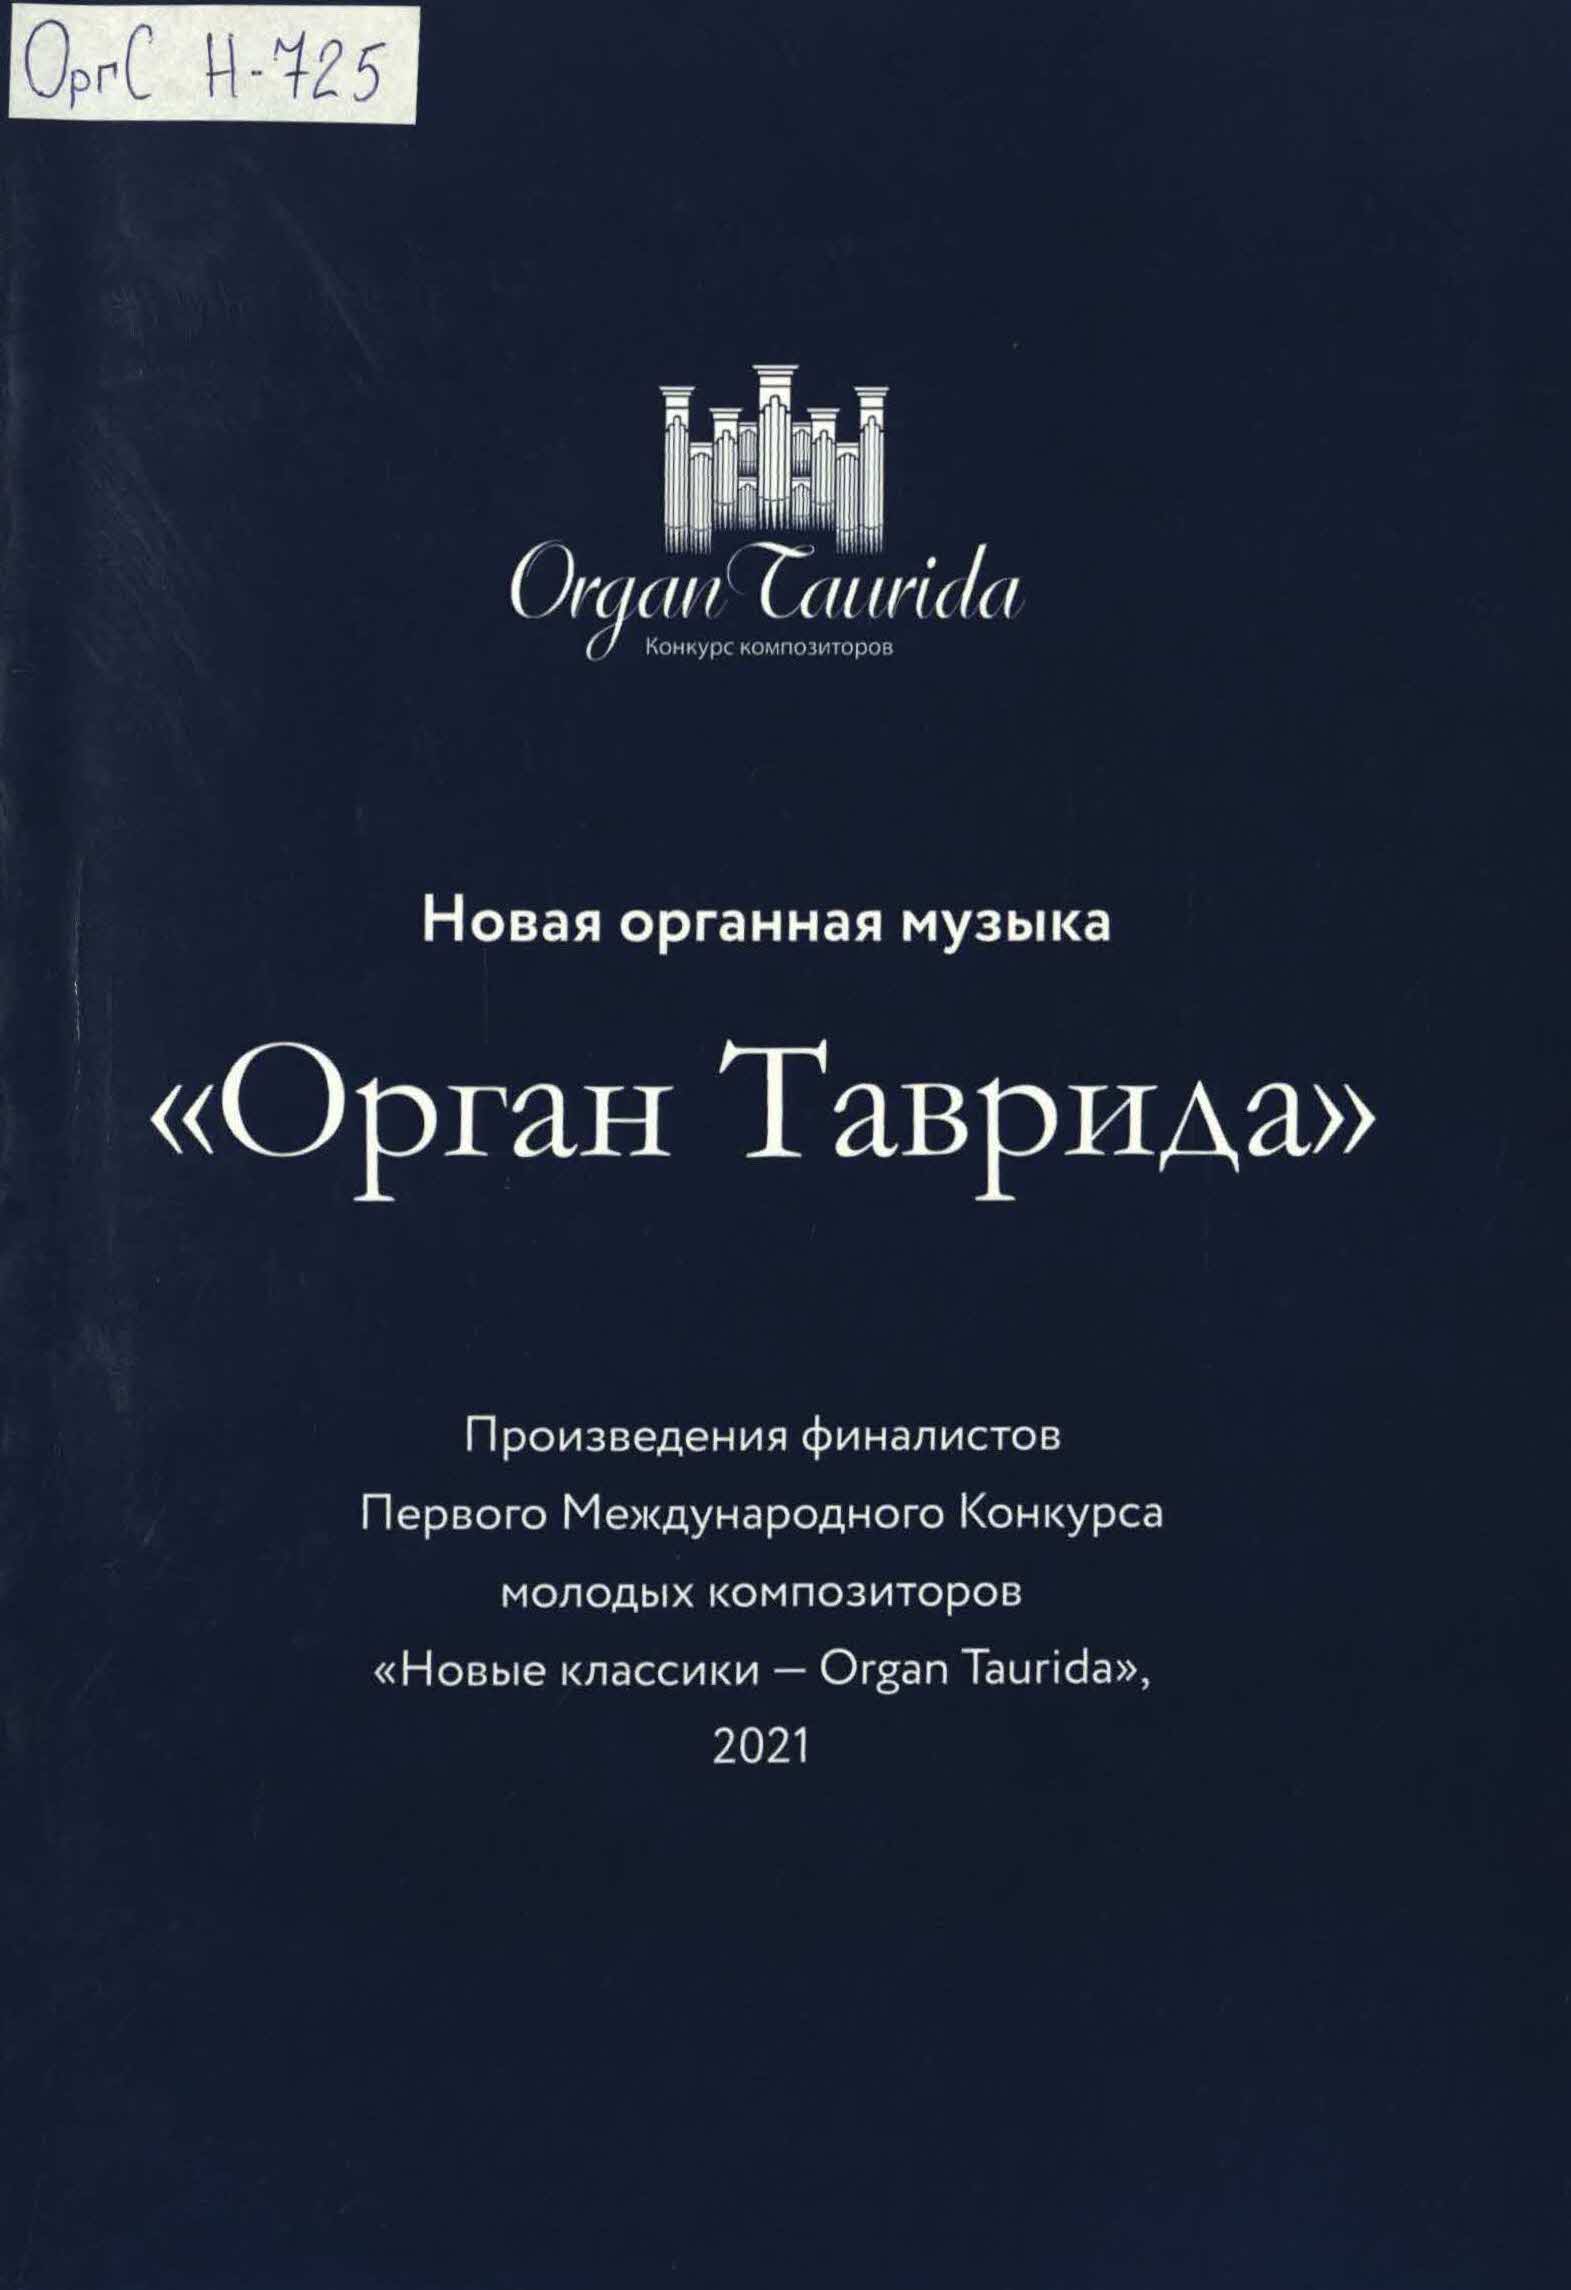 ОргС Н-725
Organ Taurida
Конкурс композиторов
Новая органная музыка
«Орган Таврида»
Произведения финалистов
Первого Международного Конкурса
молодых композиторов
«Новые классики — Organ Taurida»,
2021